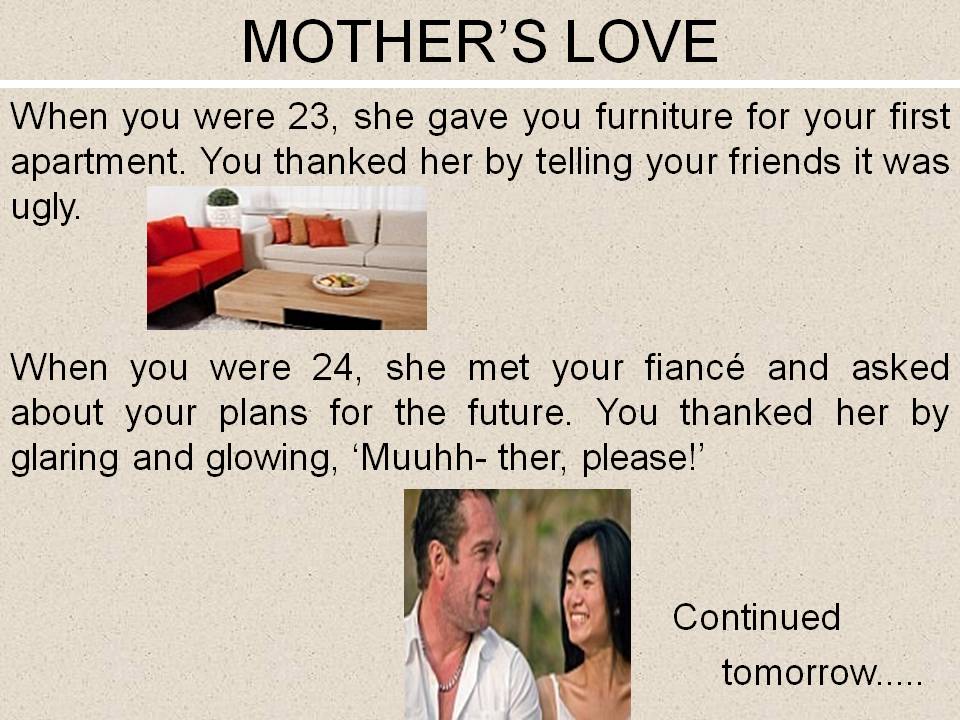 MOTHER’S LOVE
When you were 23, she gave you furniture for your first
apartment. You thanked her by telling your friends it was
ugly.
When you were 24, she met your fiancé and asked
about your plans for the future. You thanked her by
glaring and glowing, ‘Muuhh- ther, please!’
Continued
tomorrow.....